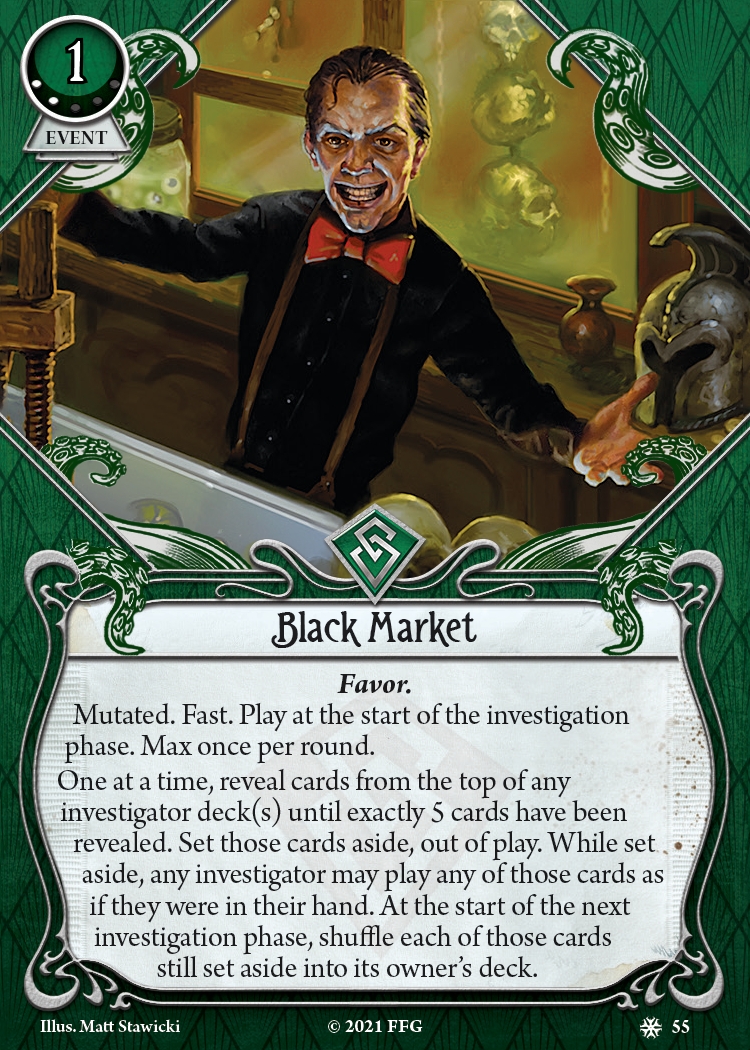 1
EVENT
Black Market
Favor.
Mutated. Fast. Play at the start of the investigation
phase. Max once per round.
One at a time, reveal cards from the top of any
investigator deck(s) until exactly 5 cards have been
revealed. Set those cards aside, out of play. While set
aside, any investigator may play any of those cards as
if they were in their hand. At the start of the next
investigation phase, shuffle each of those cards
still set aside into its owner's deck.
Illus. Matt Stawicki
© 2021 FFG
55